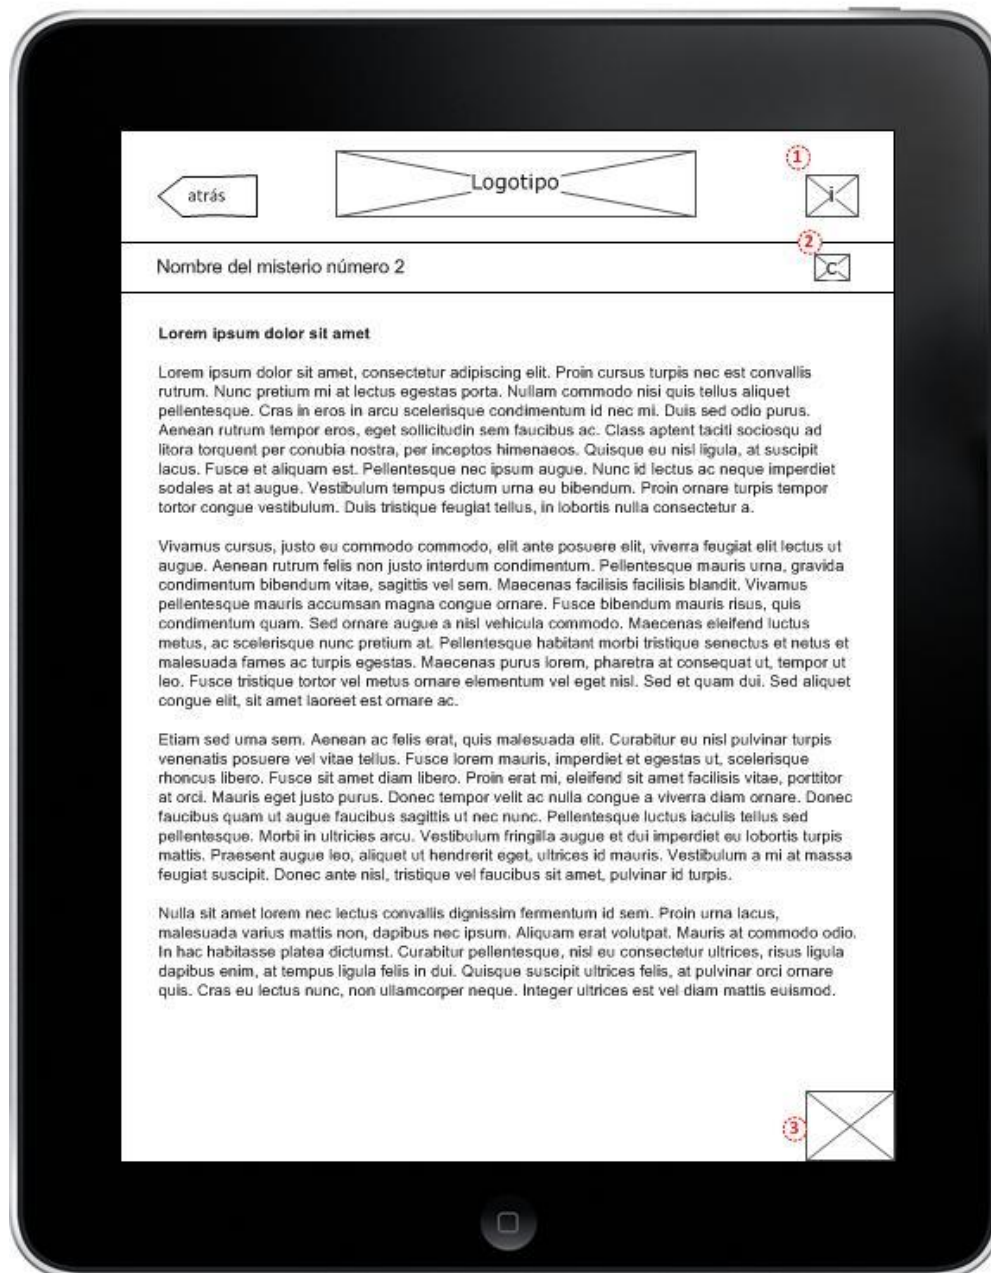 1
atrás
Logotipo
i
2
Nombre del misterio número 2
C
Lorem ipsum dolor sit amet
Lorem ipsum dolor sit amet, consectetur adipiscing elit. Proin cursus turpis nec est convallis
rutrum. Nunc pretium mi at lectus egestas porta. Nullam commodo nisi quis tellus aliquet
pellentesque. Cras in eros in arcu scelerisque condimentum id nec mi. Duis sed odio purus.
Aenean rutrum tempor eros, eget sollicitudin sem faucibus ac. Class aptent taciti sociosqu ad
litora torquent per conubia nostra, per inceptos himenaeos. Quisque eu nisl ligula, at suscipit
lacus. Fusce et aliquam est. Pellentesque nec ipsum augue. Nunc id lectus ac neque imperdiet
sodales at at augue. Vestibulum tempus dictum urna eu bibendum. Proin ornare turpis tempor
tortor congue vestibulum. Duis tristique feugiat tellus, in lobortis nulla consectetur a.
Vivamus cursus, justo eu commodo commodo, elit ante posuere elit, viverra feugiat elit lectus ut
augue. Aenean rutrum felis non justo interdum condimentum. Pellentesque mauris urna, gravida
condimentum bibendum vitae, sagittis vel sem. Maecenas facilisis facilisis blandit. Vivamus
pellentesque mauris accumsan magna congue ornare. Fusce bibendum mauris risus, quis
condimentum quam. Sed ornare augue a nisl vehicula commodo. Maecenas eleifend luctus
metus, ac scelerisque nunc pretium at. Pellentesque habitant morbi tristique senectus et netus et
malesuada fames ac turpis egestas. Maecenas purus lorem, pharetra at consequat ut, tempor ut
leo. Fusce tristique tortor vel metus ornare elementum vel eget nisl. Sed et quam dui. Sed aliquet
congue elit, sit amet laoreet est ornare ac.
Etiam sed urna sem. Aenean ac felis erat, quis malesuada elit. Curabitur eu nisl pulvinar turpis
venenatis posuere vel vitae tellus. Fusce lorem mauris, imperdiet et egestas ut, scelerisque
rhoncus libero. Fusce sit amet diam libero. Proin erat mi, eleifend sit amet facilisis vitae, porttitor
at orci. Mauris eget justo purus. Donec tempor velit ac nulla congue a viverra diam ornare. Donec
faucibus quam ut augue faucibus sagittis ut nec nunc. Pellentesque luctus iaculis tellus sed
pellentesque. Morbi in ultricies arcu. Vestibulum fringilla augue et dui imperdiet eu lobortis turpis
mattis. Praesent augue leo, aliquet ut hendrerit eget, ultrices id mauris. Vestibulum a mi at massa
feugiat suscipit. Donec ante nisl, tristique vel faucibus sit amet, pulvinar id turpis.
Nulla sit amet lorem nec lectus convallis dignissim fermentum id sem. Proin urna lacus,
malesuada varius mattis non, dapibus nec ipsum. Aliquam erat volutpat. Mauris at commodo odio.
In hac habitasse platea dictumst. Curabitur pellentesque, nisl eu consectetur ultrices, risus ligula
dapibus enim, at tempus ligula felis in dui. Quisque suscipit ultrices felis, at pulvinar orci ornare
quis. Cras eu lectus nunc, non ullamcorper neque. Integer ultrices est vel diam mattis euismod.
3